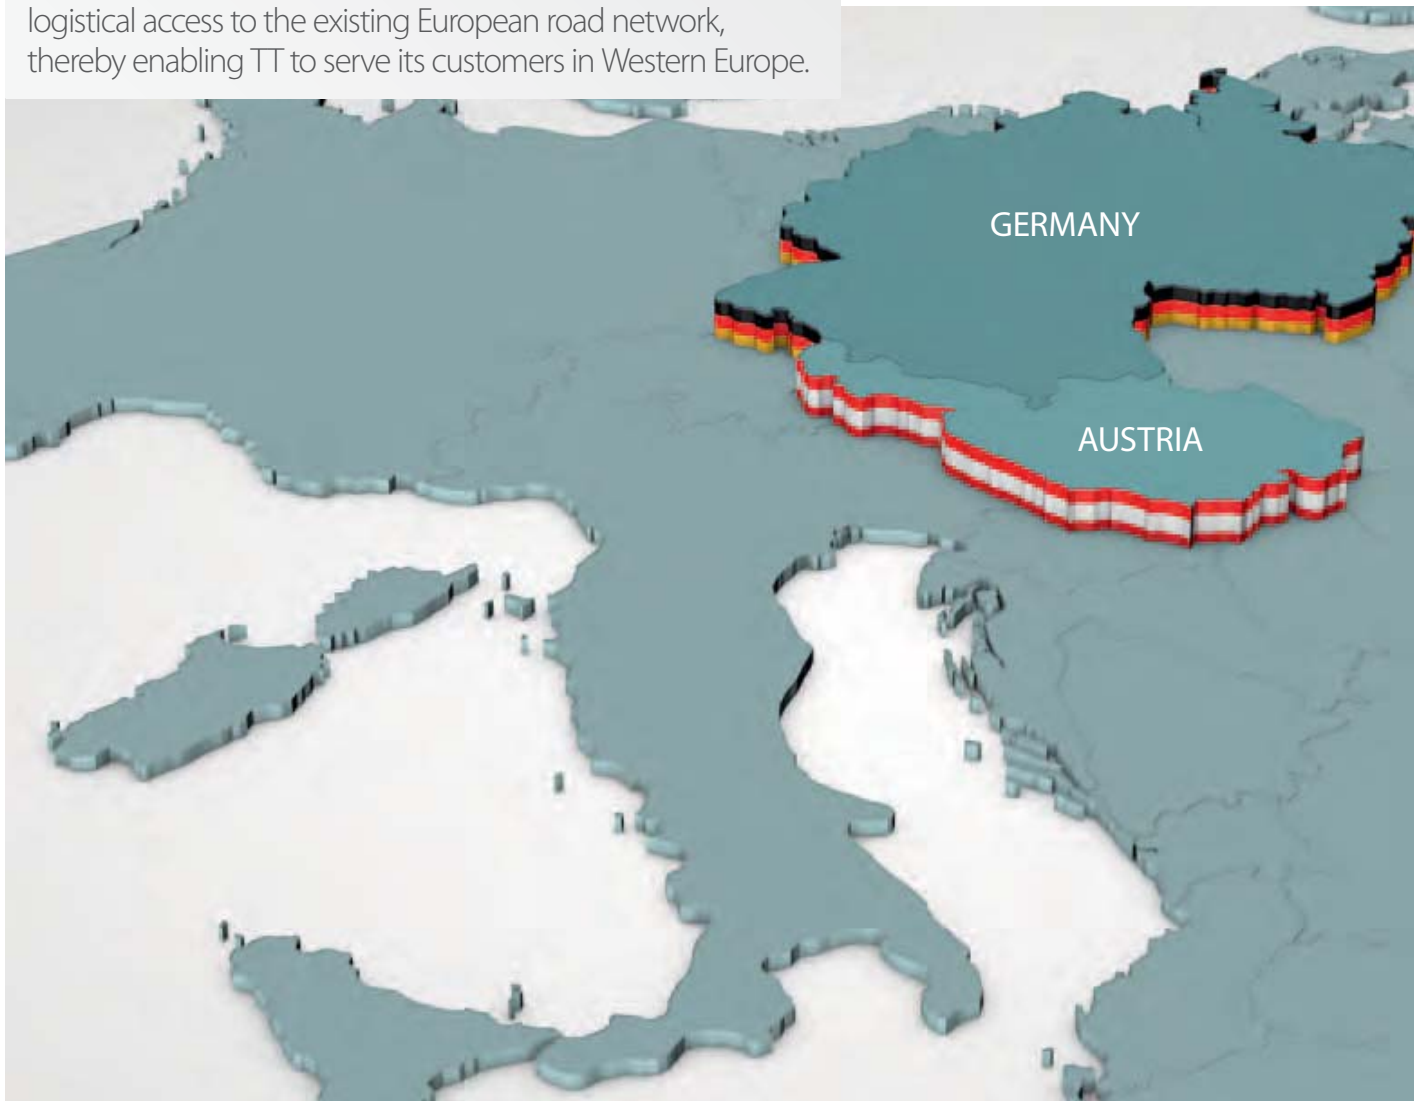 logistical access to the existing European road network,
thereby enabling TT to serve its customers in Western Europe.
GERMANY
AUSTRIA